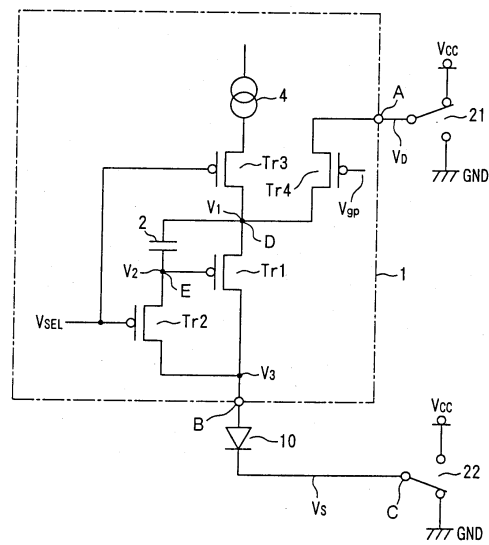 VCC
4
A
21
VD
GND
Tr3
Tr4
Vgp
V1
D
2
1
V2
E
Tr1
VSEL
Tr2
V3
B
VCC
10
22
VS
C
GND